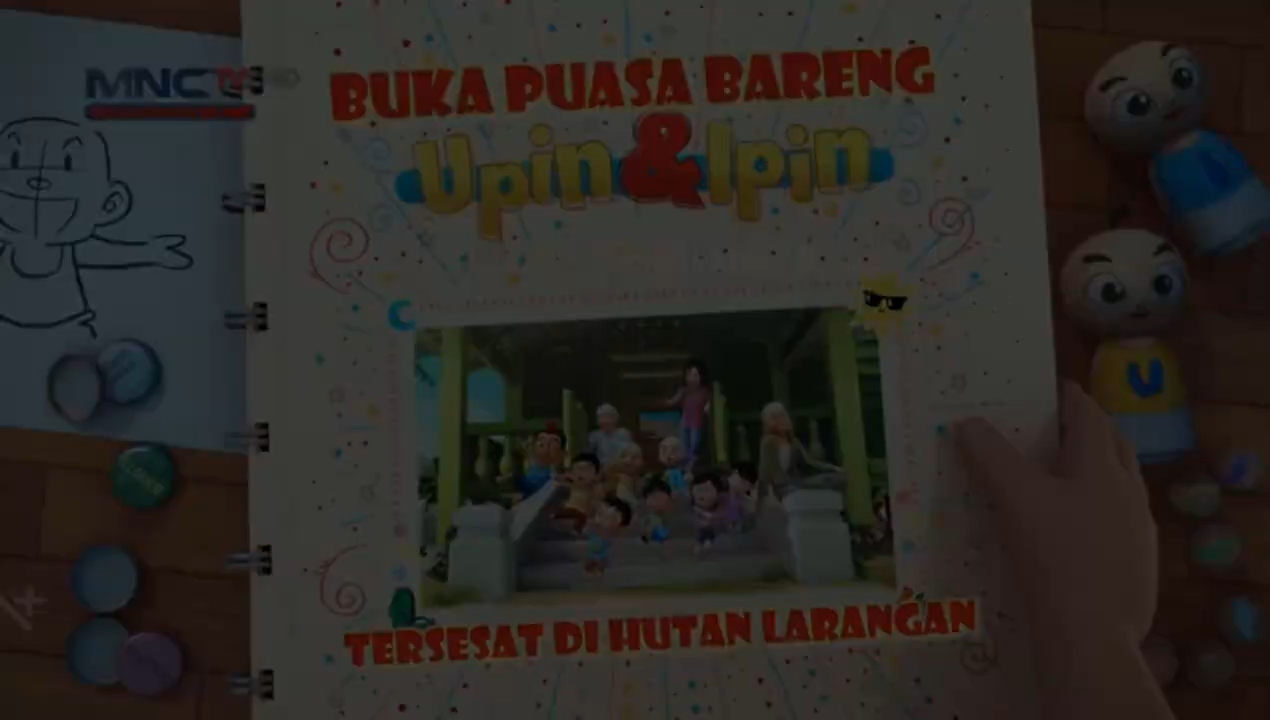 MNCTV
BUKA PUASA BARENG
Upin & Ipin
U
TERSESAT DI HUTAN LARANGAN